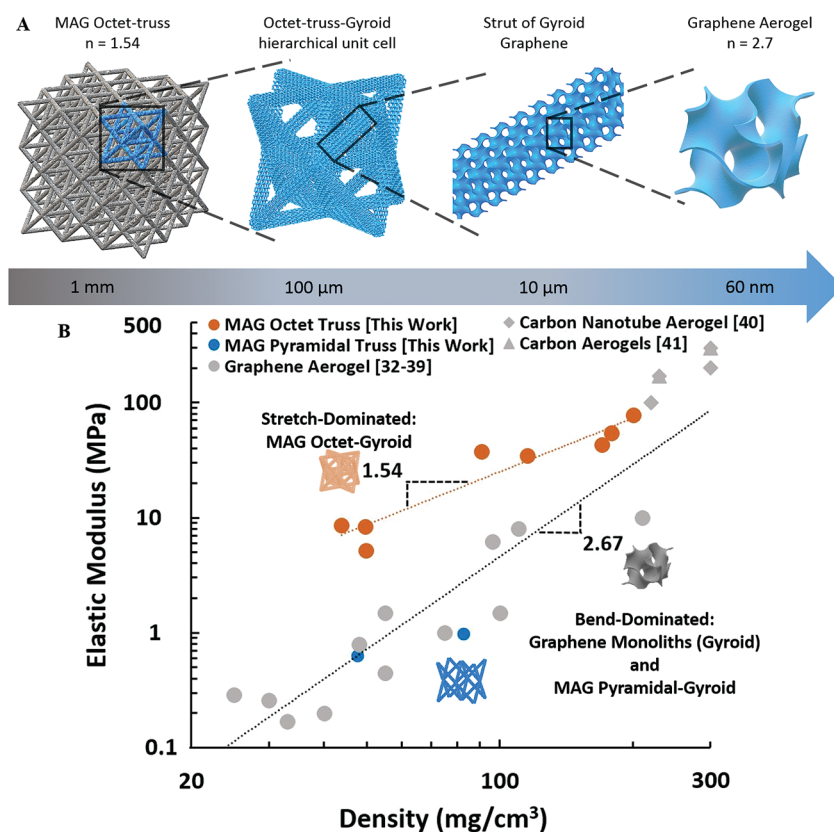 A
MAG Octet-truss
n = 1.54
Octet-truss-Gyroid
hierarchical unit cell
Strut of Gyroid
Graphene
Graphene Aerogel
n = 2.7
1 mm
100 μm
10 μm
60 nm
B
MAG Octet Truss [This Work]
MAG Pyramidal Truss [This Work]
Graphene Aerogel [32-39]
Carbon Nanotube Aerogel [40]
Carbon Aerogels [41]
Stretch-Dominated:
MAG Octet-Gyroid
1.54
2.67
Bend-Dominated:
Graphene Monoliths (Gyroid)
and
MAG Pyramidal-Gyroid
Elastic Modulus (MPa)
500
100
10
1
0.1
20
100
300
Density (mg/cm³)